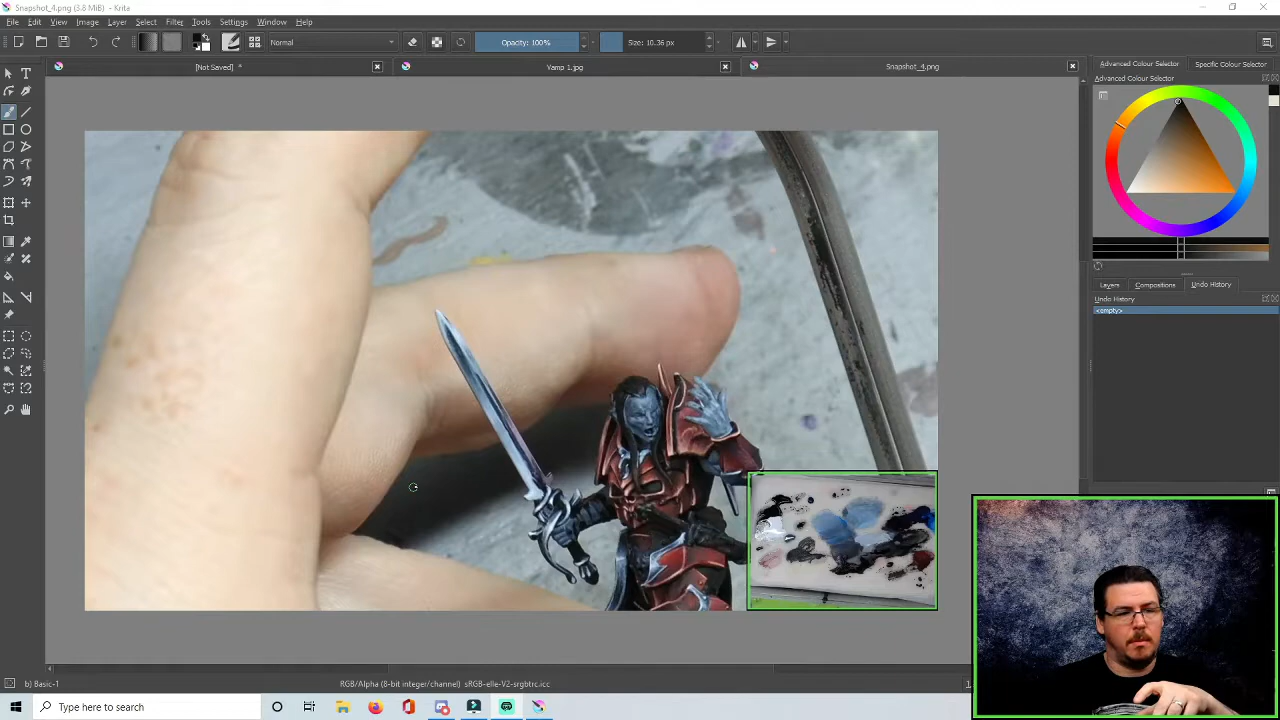 Snapshot_4.png (3.8 MiB) - Krita
File Edit View Image Layer Select Filter Tools Settings Window Help
Normal Opacity: 100% Size: 10.36 px
[Not Saved] * Vamp 1.jpg Snapshot_4.png
Advanced Colour Selector Specific Colour Selector
Advanced Colour Selector
Layers Compositions Undo History
Undo History
<empty>
b) Basic-1 RGB/Alpha (8-bit integer/channel) sRGB-elle-V2-srgbtrc.icc
Type here to search